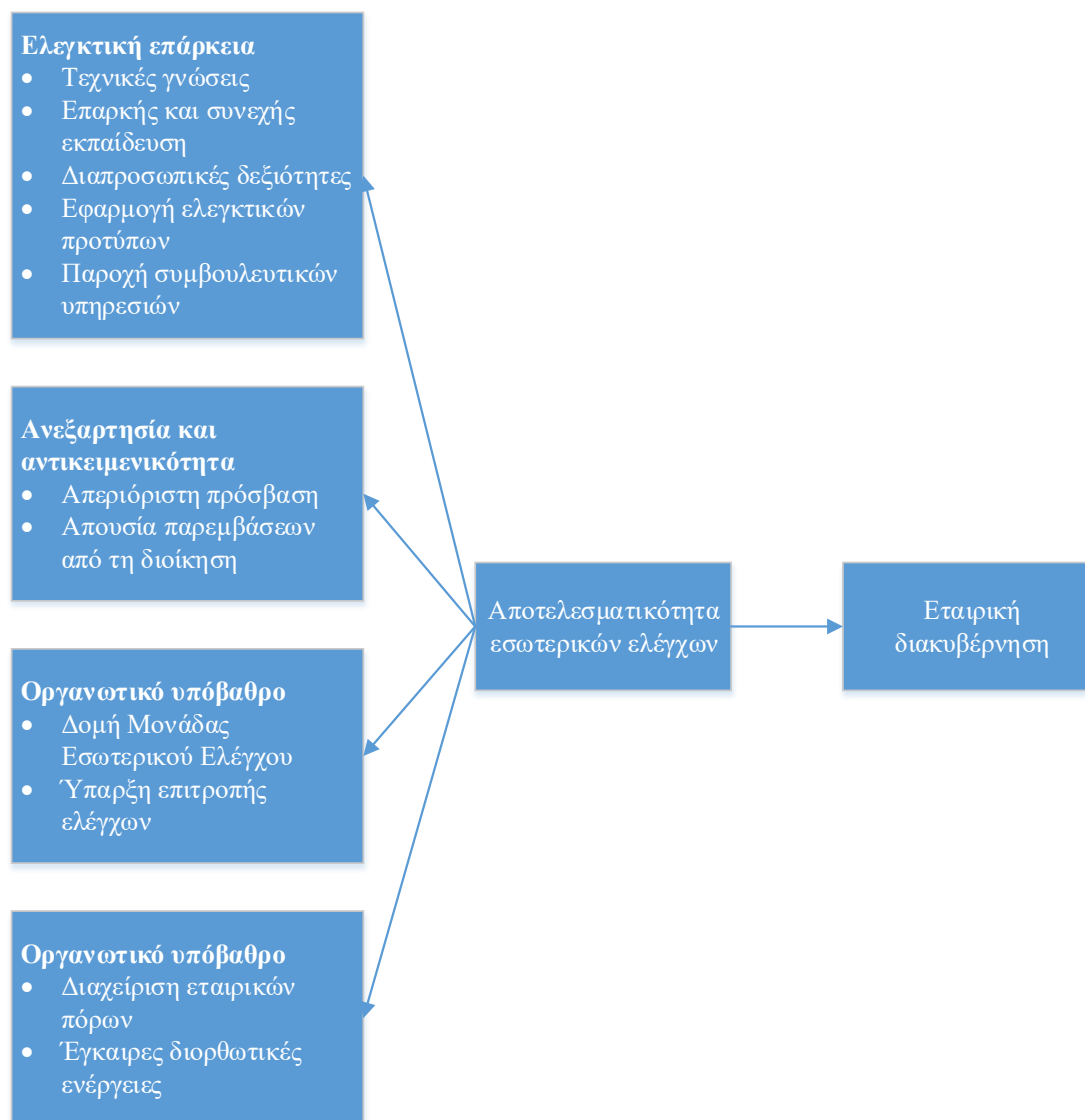 Ελεγκτική επάρκεια
• Τεχνικές γνώσεις
• Επαρκής και συνεχής
εκπαίδευση
• Διαπροσωπικές δεξιότητες
• Εφαρμογή ελεγκτικών
προτύπων
• Παροχή συμβουλευτικών
υπηρεσιών
Ανεξαρτησία και
αντικειμενικότητα
• Απεριόριστη πρόσβαση
• Απουσία παρεμβάσεων
από τη διοίκηση
Οργανωτικό υπόβαθρο
• Δομή Μονάδας
Εσωτερικού Ελέγχου
• Ύπαρξη επιτροπής
ελέγχων
Οργανωτικό υπόβαθρο
• Διαχείριση εταιρικών
πόρων
• Έγκαιρες διορθωτικές
ενέργειες
Αποτελεσματικότητα
εσωτερικών ελέγχων
Εταιρική
διακυβέρνηση